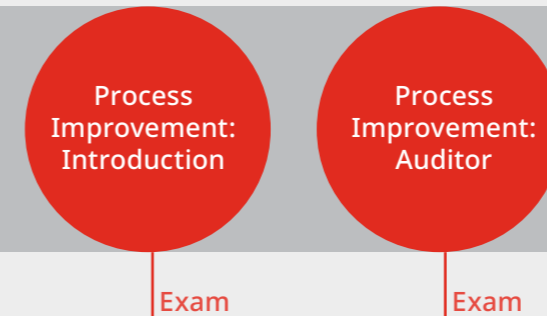 Process
Improvement:
Introduction
Process
Improvement:
Auditor
Exam
Exam